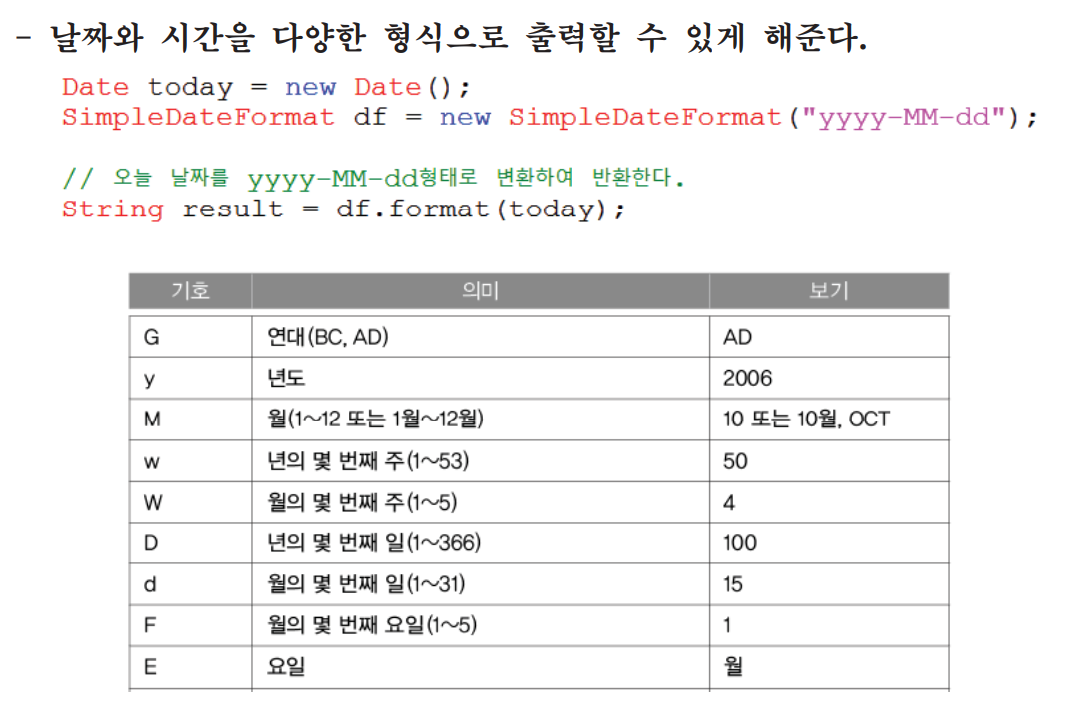 - 날짜와 시간을 다양한 형식으로 출력할 수 있게 해준다.
Date today = new Date();
SimpleDateFormat df = new SimpleDateFormat("yyyy-MM-dd");
// 오늘 날짜를 yyyy-MM-dd형태로 변환하여 반환한다.
String result = df.format(today);
기호 의미 보기
G 연대(BC, AD) AD
y 년도 2006
M 월(1~12 또는 1월~12월) 10 또는 10월, OCT
w 년의 몇 번째 주(1~53) 50
W 월의 몇 번째 주(1~5) 4
D 년의 몇 번째 일(1~366) 100
d 월의 몇 번째 일(1~31) 15
F 월의 몇 번째 요일(1~5) 1
E 요일 월